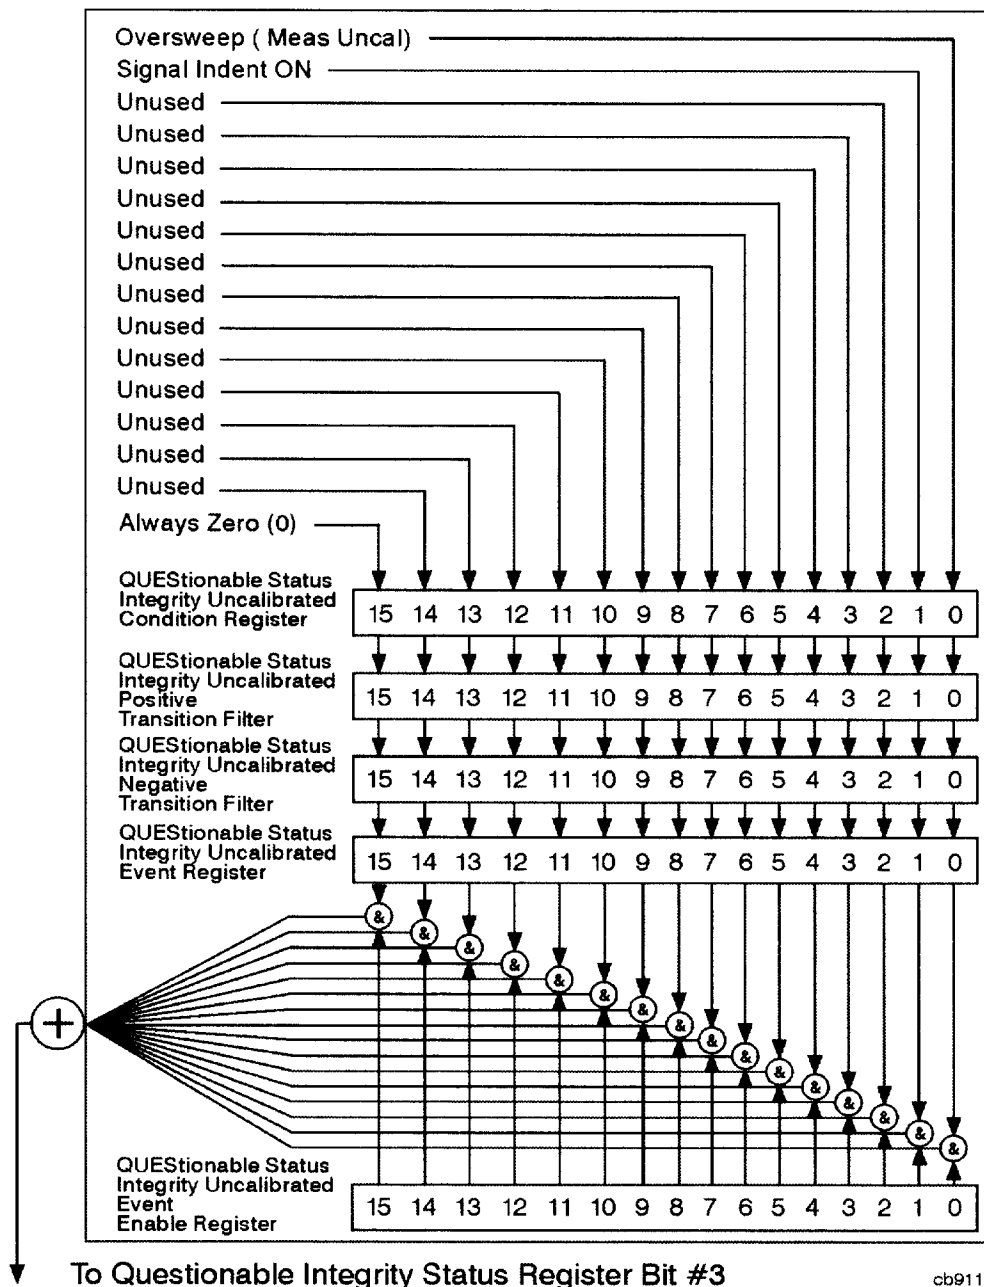 Oversweep ( Meas Uncal)
Signal Indent ON
Unused
Unused
Unused
Unused
Unused
Unused
Unused
Unused
Unused
Unused
Unused
Unused
Unused
Always Zero (0)
QUEStionable Status
Integrity Uncalibrated
Condition Register
15 14 13 12 11 10 9 8 7 6 5 4 3 2 1 0
QUEStionable Status
Integrity Uncalibrated
Positive
Transition Filter
15 14 13 12 11 10 9 8 7 6 5 4 3 2 1 0
QUEStionable Status
Integrity Uncalibrated
Negative
Transition Filter
15 14 13 12 11 10 9 8 7 6 5 4 3 2 1 0
QUEStionable Status
Integrity Uncalibrated
Event Register
15 14 13 12 11 10 9 8 7 6 5 4 3 2 1 0
& & & & & & & & & & & & & & & &
+
QUEStionable Status
Integrity Uncalibrated
Event
Enable Register
15 14 13 12 11 10 9 8 7 6 5 4 3 2 1 0
To Questionable Integrity Status Register Bit #3
cb911